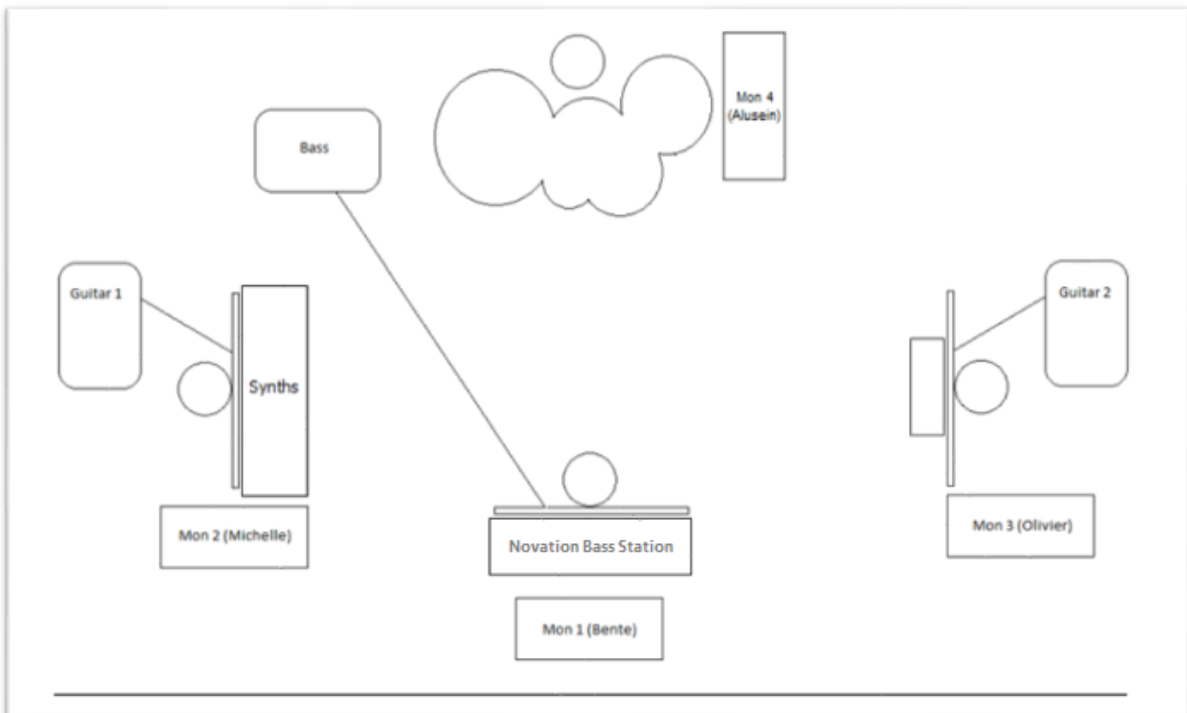 Mon 4
(Alusein)
Bass
Guitar 1
Guitar 2
Synths
Mon 2 (Michelle)
Novation Bass Station
Mon 3 (Olivier)
Mon 1 (Bente)